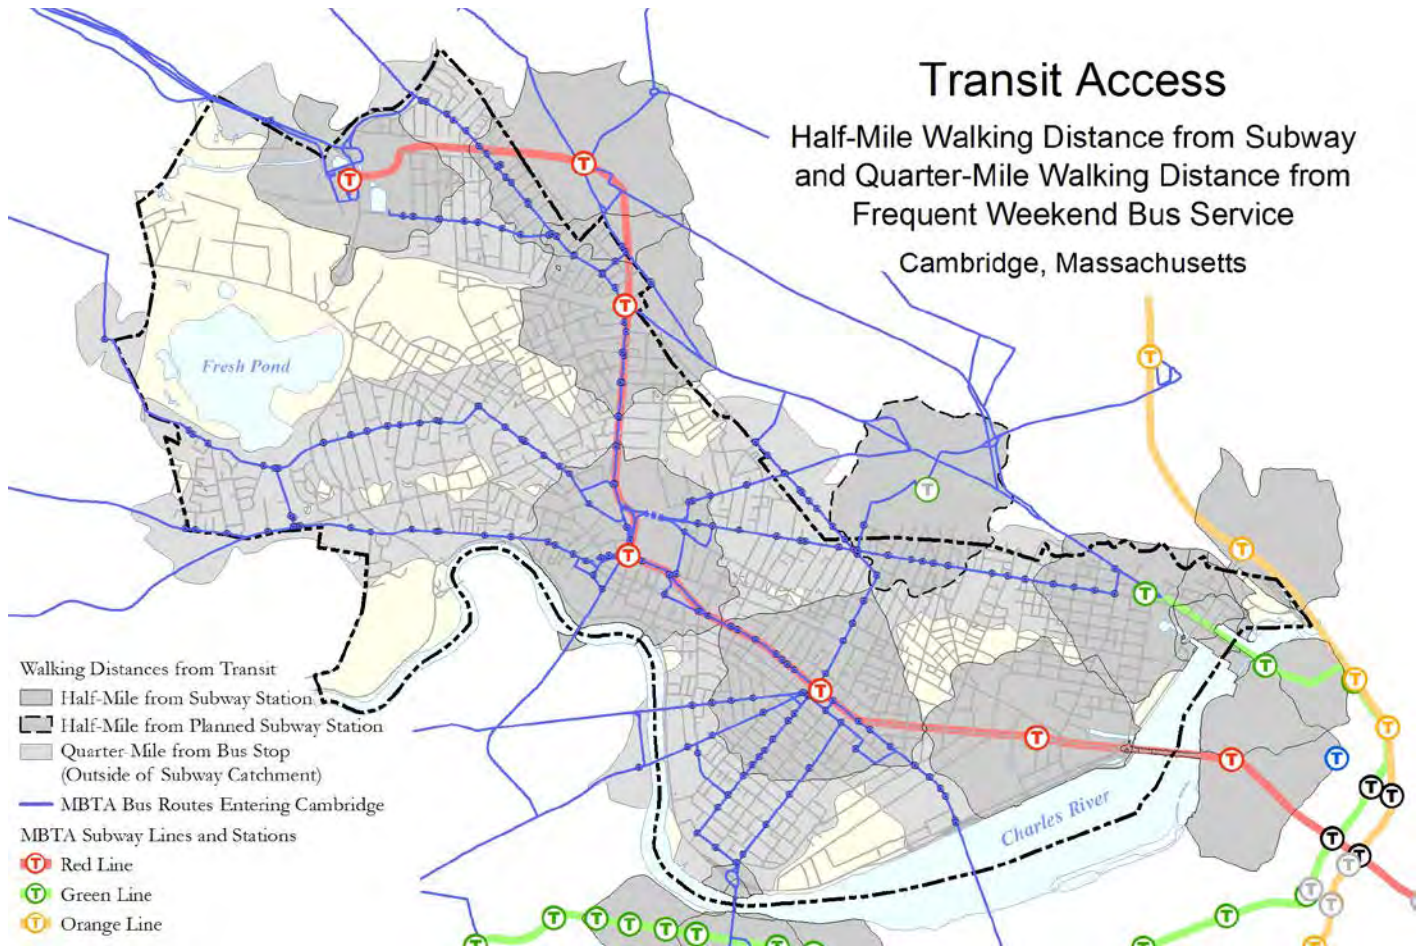 Transit Access
Half-Mile Walking Distance from Subway
and Quarter-Mile Walking Distance from
Frequent Weekend Bus Service
Cambridge, Massachusetts
Fresh Pond
Charles River
Walking Distances from Transit
Half-Mile from Subway Station
Half-Mile from Planned Subway Station
Quarter-Mile from Bus Stop
(Outside of Subway Catchment)
MBTA Bus Routes Entering Cambridge
MBTA Subway Lines and Stations
T Red Line
T Green Line
T Orange Line